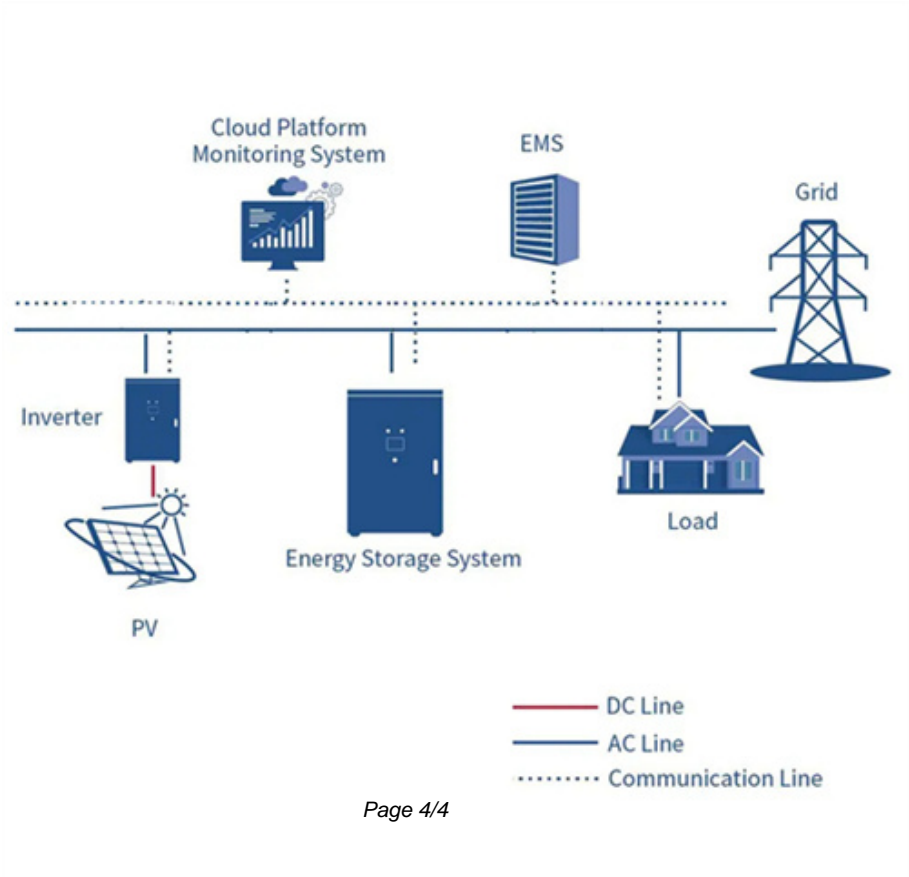 Cloud Platform
Monitoring System
EMS
Grid
Inverter
Load
Energy Storage System
PV
DC Line
AC Line
Communication Line
Page 4/4